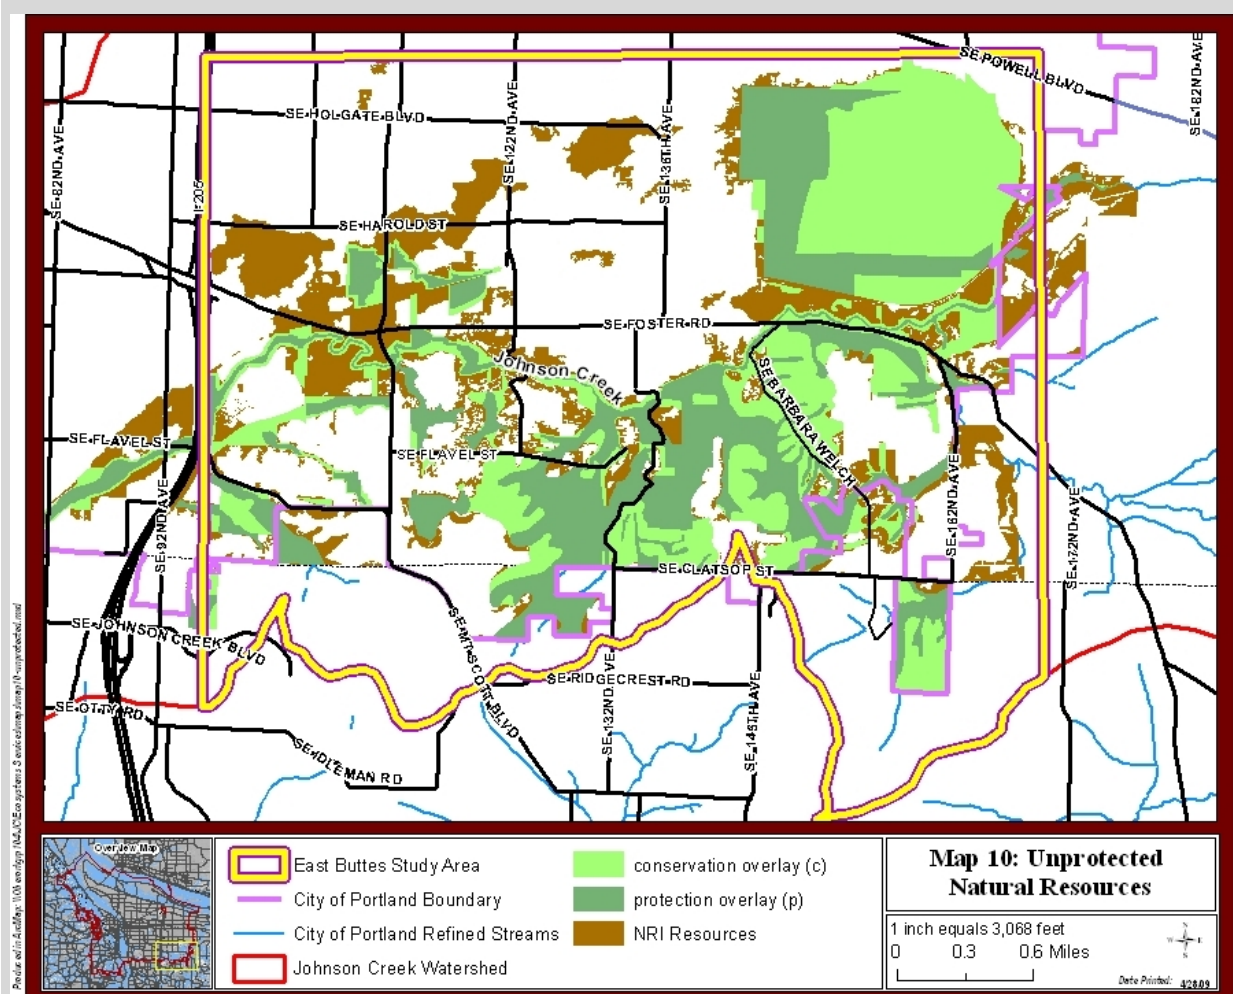 SE POWELL BLVD
SE 182ND AVE
SE HOLGATE BLVD
SE 82ND AVE
SE 122ND AVE
SE 136TH AVE
I-205
SE HAROLD ST
SE FOSTER RD
Johnson Creek
SE BARBARA WELCH
SE FLAVEL ST
SE FLAVEL ST
SE 92ND AVE
SE 162ND AVE
SE 172ND AVE
SE CLATSOP ST
SE JOHNSON CREEK BLVD
SE MT SCOTT BLVD
SE RIDGECREST RD
SE 132ND AVE
SE 145TH AVE
SE OTTY RD
SE IDLEMAN RD
Overview Map
East Buttes Study Area
City of Portland Boundary
City of Portland Refined Streams
Johnson Creek Watershed
conservation overlay (c)
protection overlay (p)
NRI Resources
Map 10: Unprotected
Natural Resources
1 inch equals 3,068 feet
0 0.3 0.6 Miles
N
W E
S
Date Printed: 4/28/09